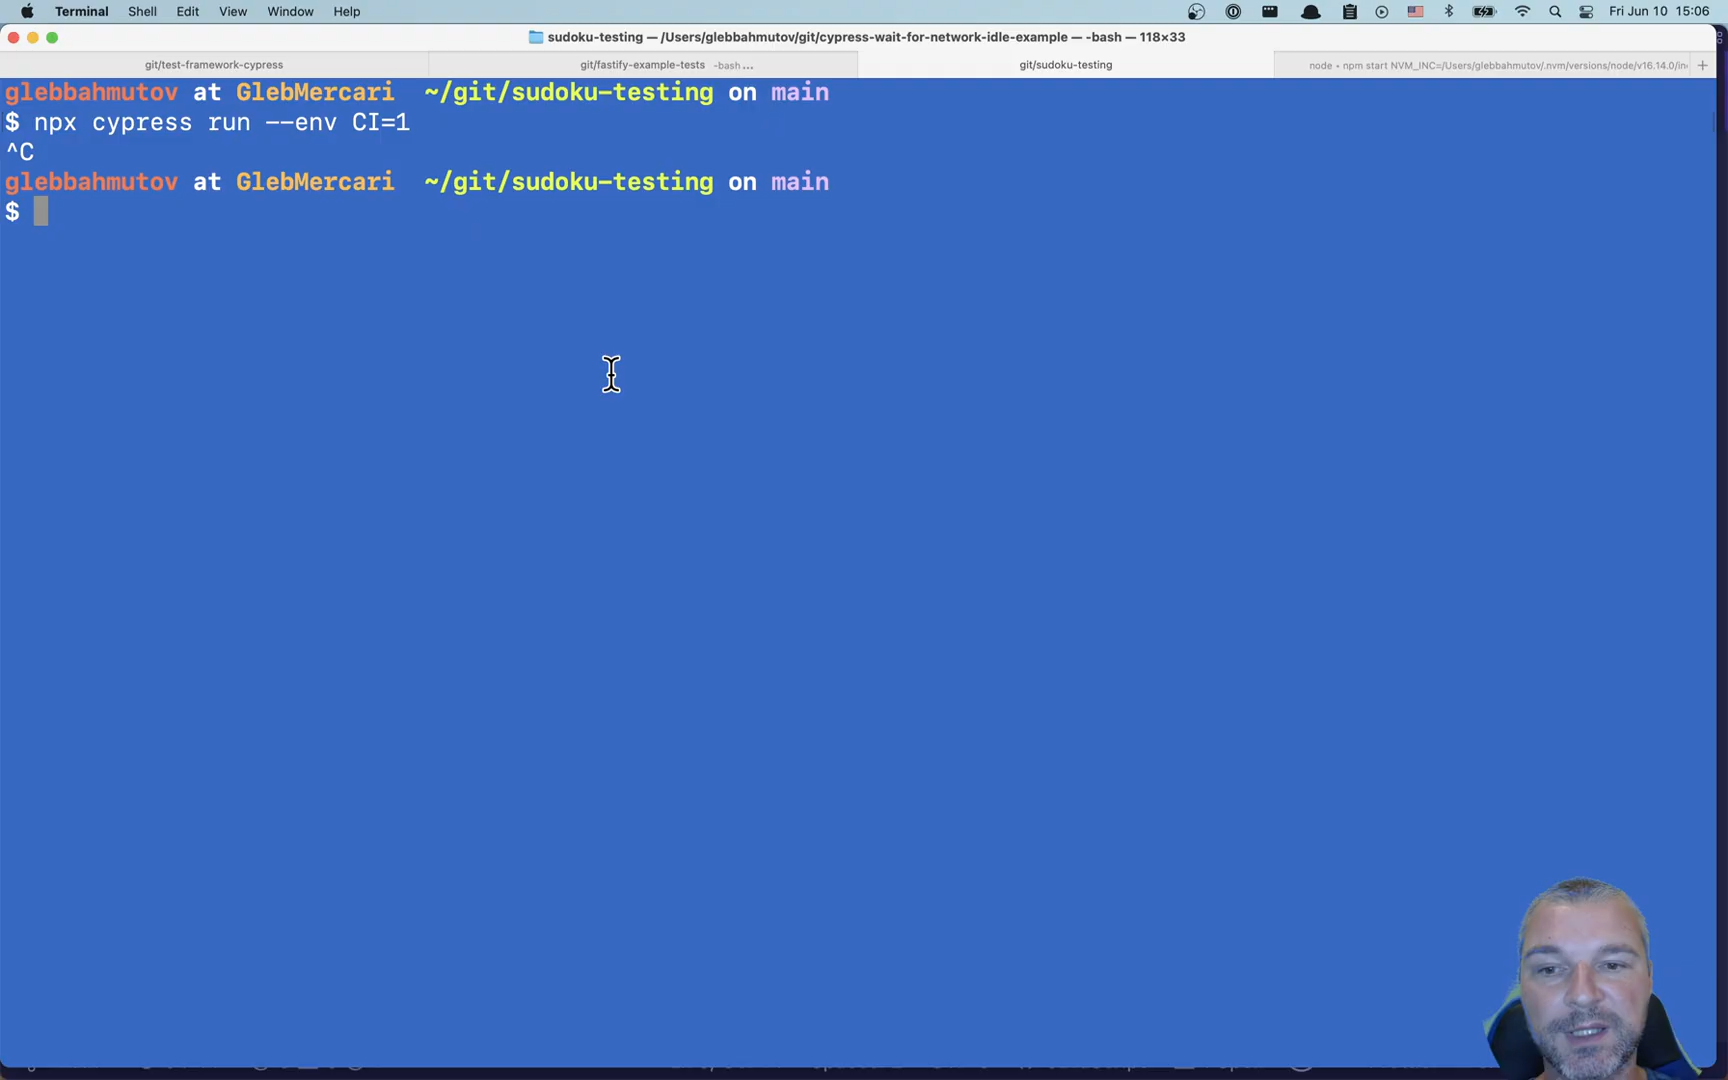 Terminal Shell Edit View Window Help Fri Jun 10 15:06
sudoku-testing — /Users/glebbahmutov/git/cypress-wait-for-network-idle-example — -bash — 118×33
git/test-framework-cypress git/fastify-example-tests -bash ... git/sudoku-testing node • npm start NVM_INC=/Users/glebbahmutov/.nvm/versions/node/v16.14.0/in‹ +
glebbahmutov at GlebMercari ~/git/sudoku-testing on main
$ npx cypress run --env CI=1
^C
glebbahmutov at GlebMercari ~/git/sudoku-testing on main
$